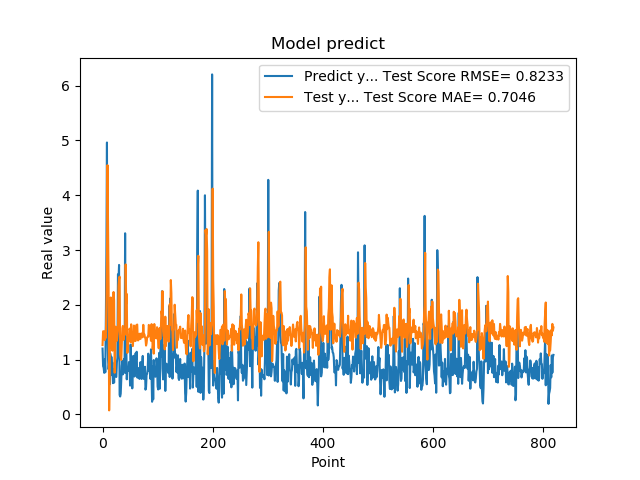 Model predict
Predict y... Test Score RMSE= 0.8233
Test y... Test Score MAE= 0.7046
Real value
6
5
4
3
2
1
0
0 200 400 600 800
Point